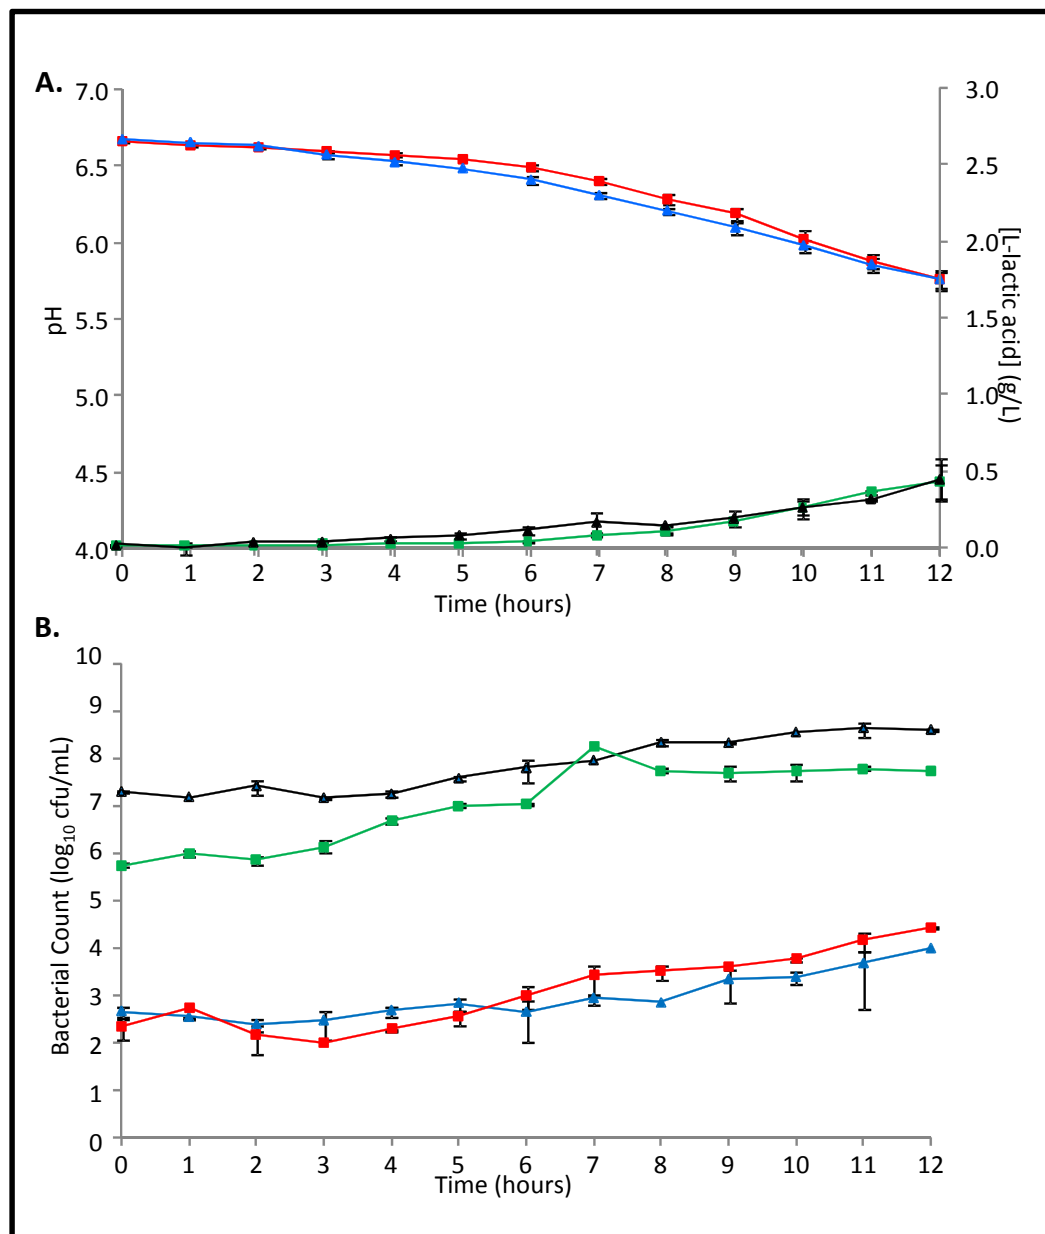 A.
7.0
6.5
6.0
5.5
5.0
4.5
4.0
pH
3.0
2.5
2.0
1.5
1.0
0.5
0.0
[L-lactic acid] (g/L)
0 1 2 3 4 5 6 7 8 9 10 11 12
Time (hours)
B.
10
9
8
7
6
5
4
3
2
1
0
Bacterial Count (log₁₀ cfu/mL)
0 1 2 3 4 5 6 7 8 9 10 11 12
Time (hours)